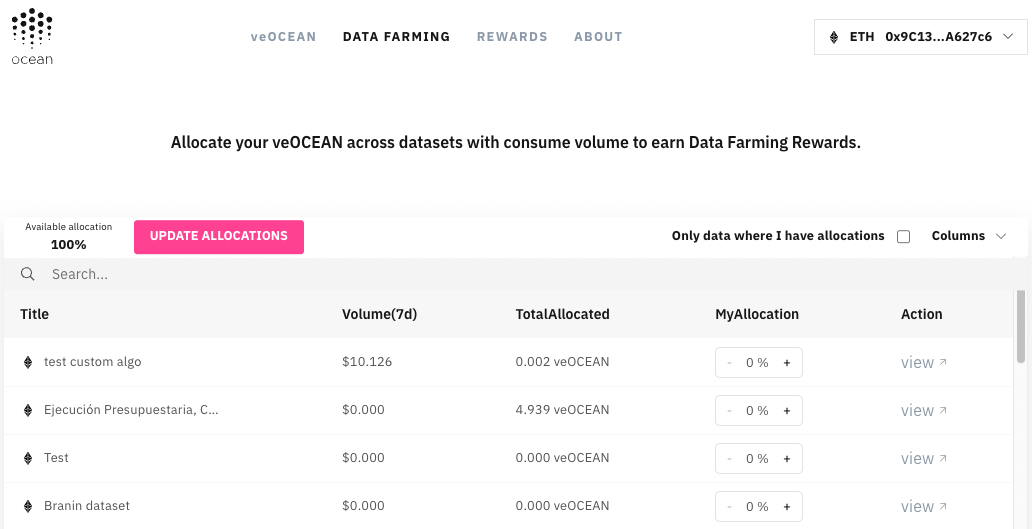 ocean
veOCEAN DATA FARMING REWARDS ABOUT
ETH 0x9C13...A627c6
Allocate your veOCEAN across datasets with consume volume to earn Data Farming Rewards.
Available allocation
100%
UPDATE ALLOCATIONS
Only data where I have allocations
Columns
Search...
Title Volume(7d) TotalAllocated MyAllocation Action
test custom algo $10.126 0.002 veOCEAN - 0 % + view ↗
Ejecución Presupuestaria, C... $0.000 4.939 veOCEAN - 0 % + view ↗
Test $0.000 0.000 veOCEAN - 0 % + view ↗
Branin dataset $0.000 0.000 veOCEAN - 0 % + view ↗